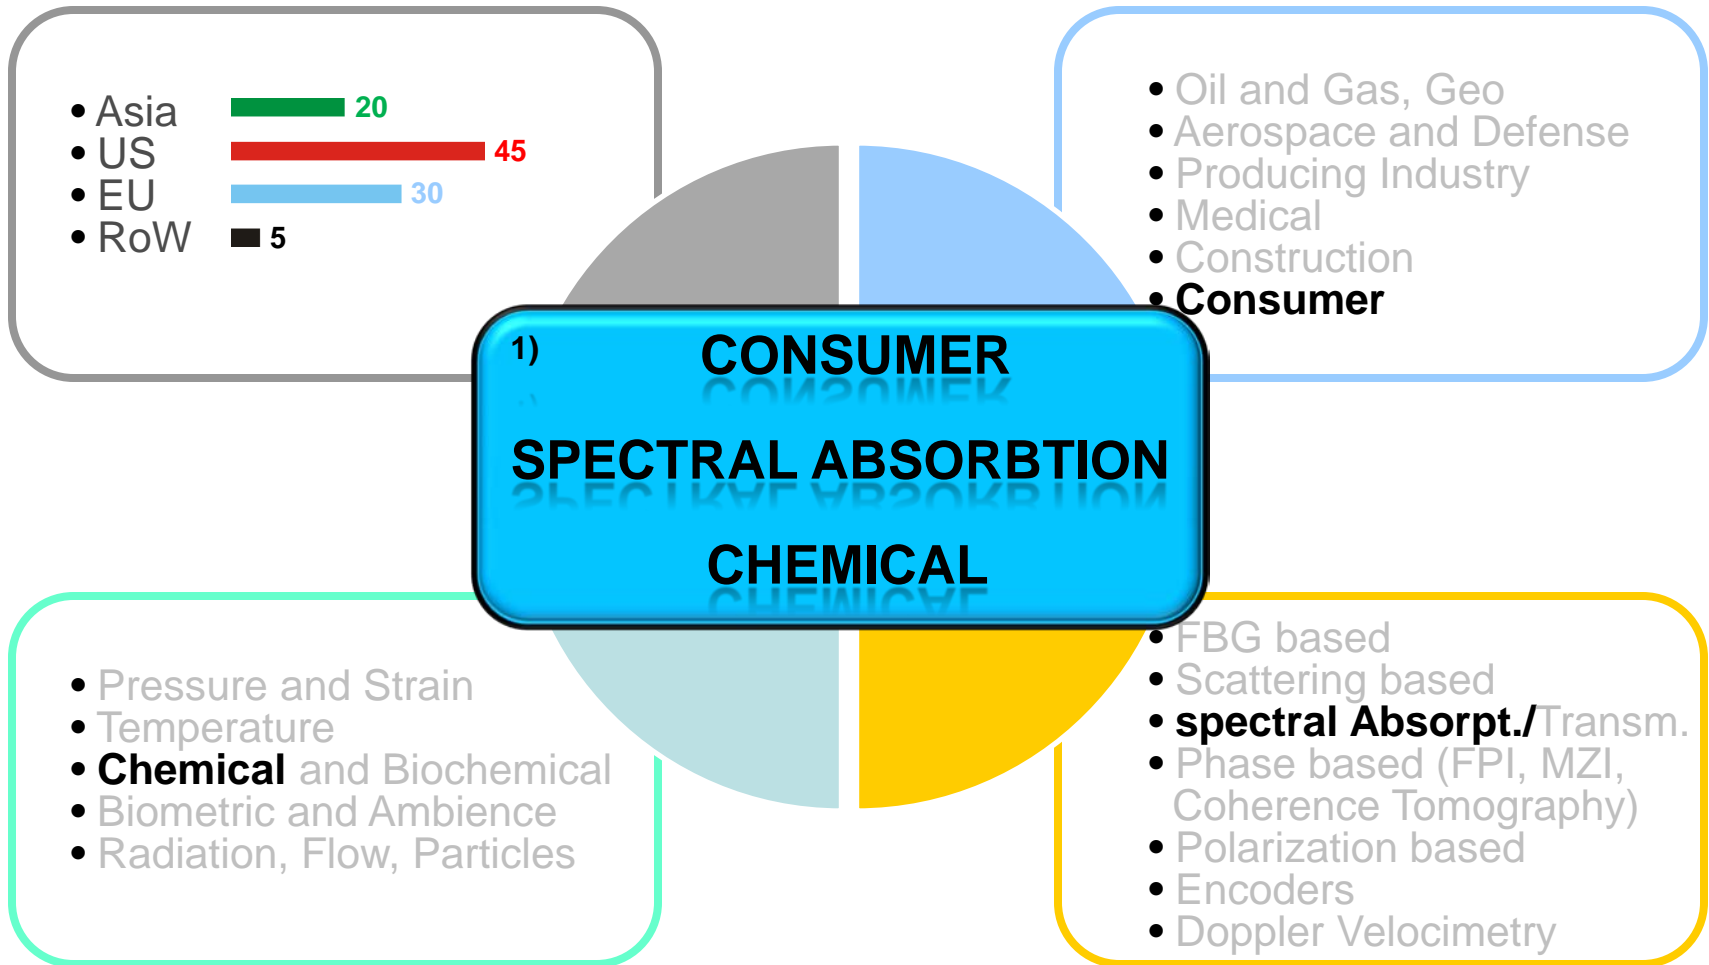 • Asia 20
• US 45
• EU 30
• RoW 5
• Oil and Gas, Geo
• Aerospace and Defense
• Producing Industry
• Medical
• Construction
• Consumer
1) CONSUMER
SPECTRAL ABSORBTION
CHEMICAL
• Pressure and Strain
• Temperature
• Chemical and Biochemical
• Biometric and Ambience
• Radiation, Flow, Particles
• FBG based
• Scattering based
• spectral Absorpt./Transm.
• Phase based (FPI, MZI,
Coherence Tomography)
• Polarization based
• Encoders
• Doppler Velocimetry